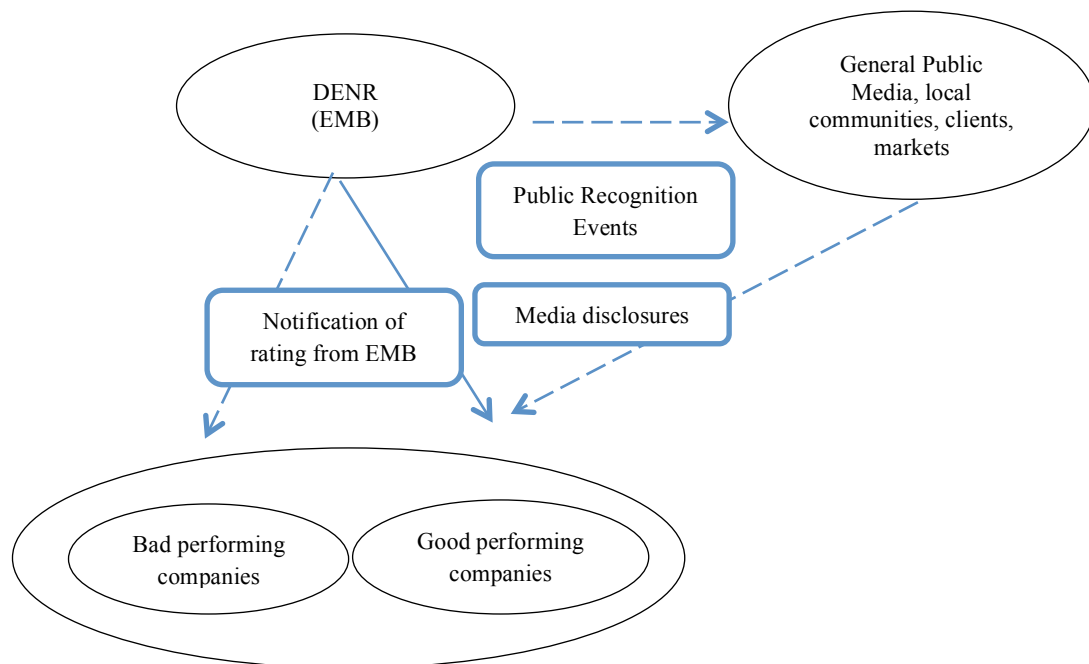 DENR
(EMB)
General Public
Media, local
communities, clients,
markets
Public Recognition
Events
Media disclosures
Notification of
rating from EMB
Bad performing
companies
Good performing
companies